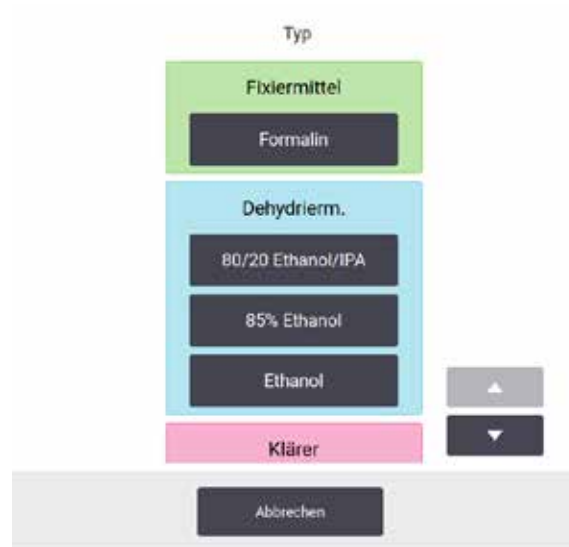 Typ
Fixiermittel
Formalin
Dehydrierm.
80/20 Ethanol/IPA
85% Ethanol
Ethanol
Klärer
Abbrechen